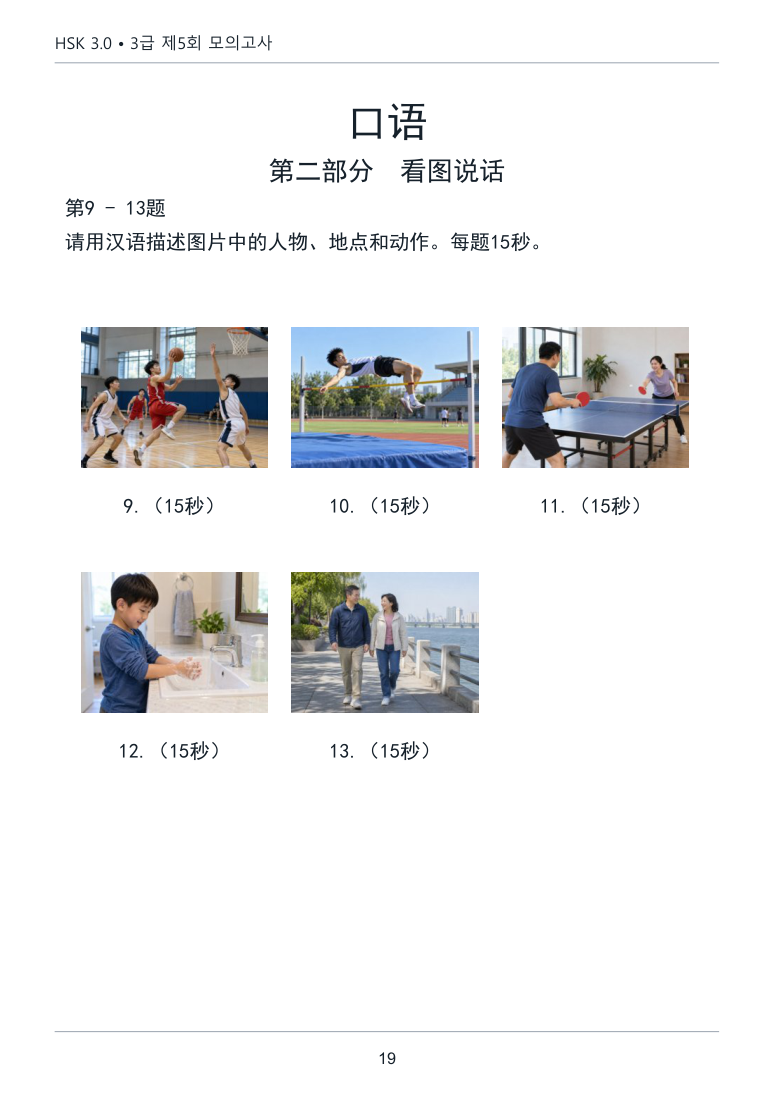 HSK 3.0 • 3급 제5회 모의고사
口语
第二部分　看图说话
第9 - 13题
请用汉语描述图片中的人物、地点和动作。每题15秒。
9.（15秒）
10.（15秒）
11.（15秒）
12.（15秒）
13.（15秒）
19